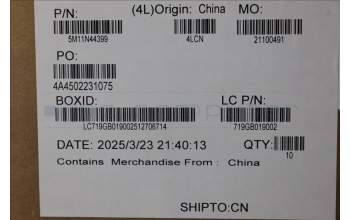 P/N: (4L)Origin: China MO:
5M11N44399 4LCN 21100491
PO:
4A4502231075
BOXID: LC P/N:
LC719GB019002512706714 719GB019002
DATE: 2025/3/23 21:40:13 QTY:
10
Contains Merchandise From : China
SHIPTO:CN